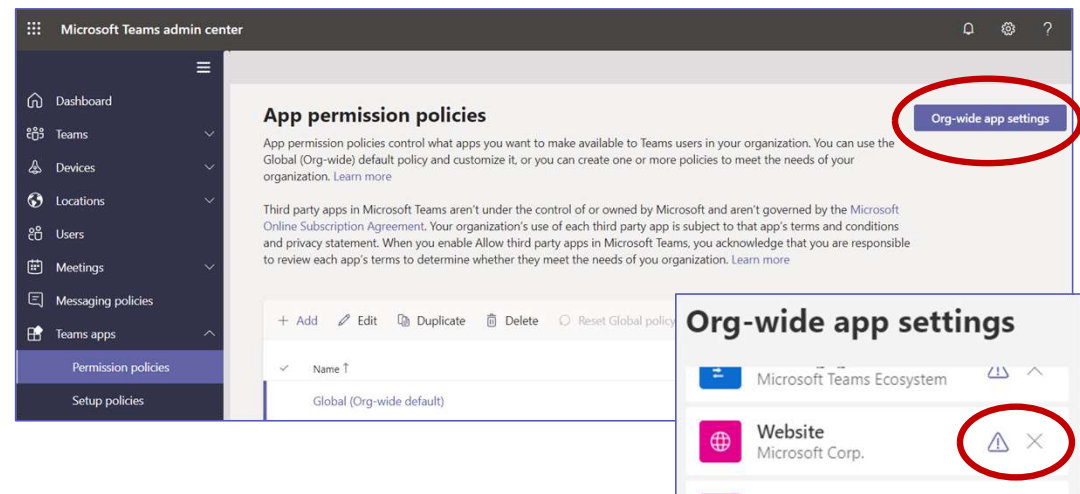 Microsoft Teams admin center
?
Dashboard
Teams
Devices
Locations
Users
Meetings
Messaging policies
Teams apps
Permission policies
Setup policies
App permission policies
Org-wide app settings
App permission policies control what apps you want to make available to Teams users in your organization. You can use the
Global (Org-wide) default policy and customize it, or you can create one or more policies to meet the needs of your
organization. Learn more
Third party apps in Microsoft Teams aren't under the control of or owned by Microsoft and aren't governed by the Microsoft
Online Subscription Agreement. Your organization's use of each third party app is subject to that app's terms and conditions
and privacy statement. When you enable Allow third party apps in Microsoft Teams, you acknowledge that you are responsible
to review each app's terms to determine whether they meet the needs of you organization. Learn more
+ Add Edit Duplicate Delete Reset Global policy
Name ↑
Global (Org-wide default)
Org-wide app settings
Microsoft Teams Ecosystem
Website
Microsoft Corp.